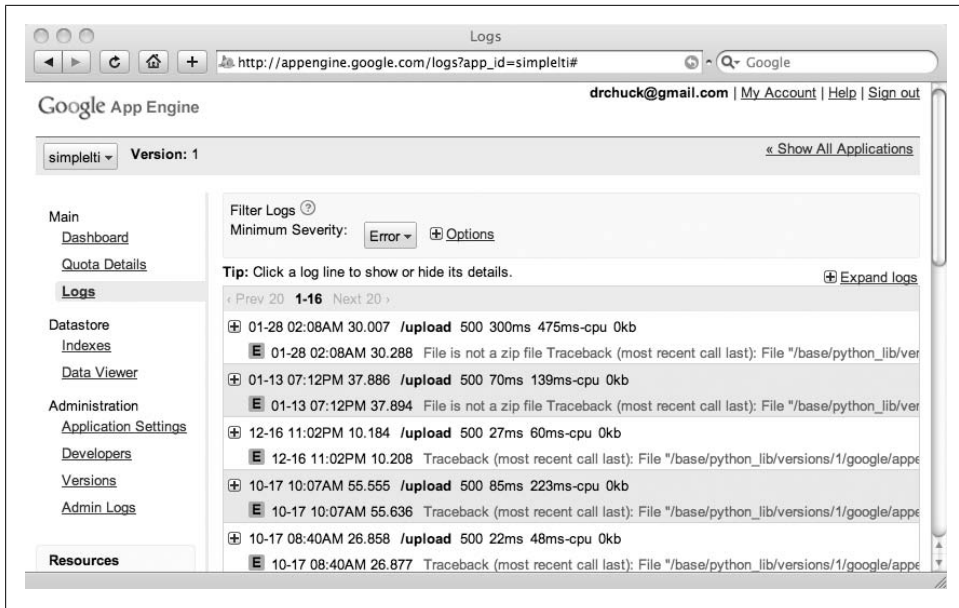 Logs
http://appengine.google.com/logs?app_id=simplelti#
Google
drchuck@gmail.com | My Account | Help | Sign out
Google App Engine
simplelti Version: 1
« Show All Applications
Main
Dashboard
Quota Details
Logs
Datastore
Indexes
Data Viewer
Administration
Application Settings
Developers
Versions
Admin Logs
Resources
Filter Logs ?
Minimum Severity: Error + Options
Tip: Click a log line to show or hide its details.
+ Expand logs
‹ Prev 20 1-16 Next 20 ›
+ 01-28 02:08AM 30.007 /upload 500 300ms 475ms-cpu 0kb
E 01-28 02:08AM 30.288 File is not a zip file Traceback (most recent call last): File "/base/python_lib/ver
+ 01-13 07:12PM 37.886 /upload 500 70ms 139ms-cpu 0kb
E 01-13 07:12PM 37.894 File is not a zip file Traceback (most recent call last): File "/base/python_lib/ver
+ 12-16 11:02PM 10.184 /upload 500 27ms 60ms-cpu 0kb
E 12-16 11:02PM 10.208 Traceback (most recent call last): File "/base/python_lib/versions/1/google/appe
+ 10-17 10:07AM 55.555 /upload 500 85ms 223ms-cpu 0kb
E 10-17 10:07AM 55.636 Traceback (most recent call last): File "/base/python_lib/versions/1/google/appe
+ 10-17 08:40AM 26.858 /upload 500 22ms 48ms-cpu 0kb
E 10-17 08:40AM 26.877 Traceback (most recent call last): File "/base/python_lib/versions/1/google/appe